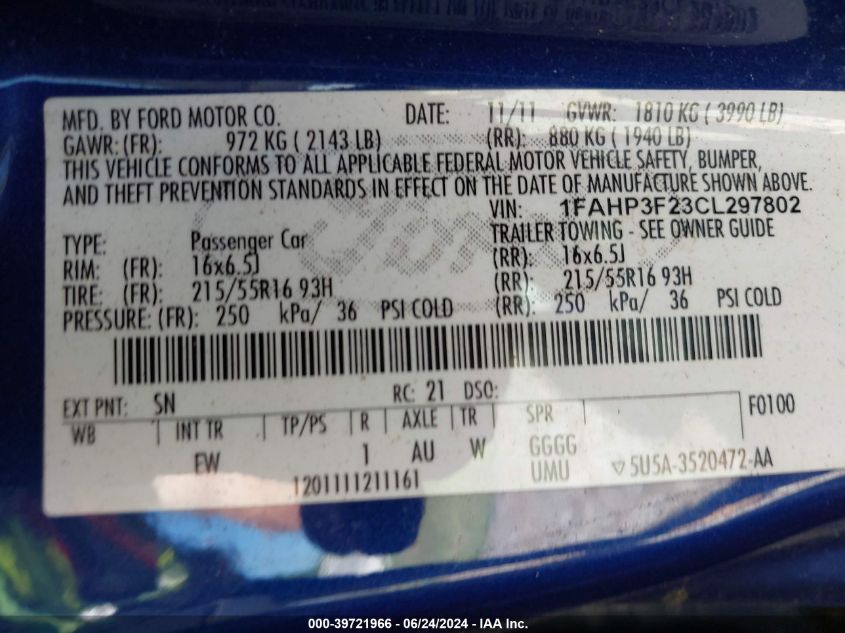 MFD. BY FORD MOTOR CO. DATE: 11/11 GVWR: 1810 KG ( 3990 LB)
GAWR: (FR): 972 KG ( 2143 LB) (RR): 880 KG ( 1940 LB)
THIS VEHICLE CONFORMS TO ALL APPLICABLE FEDERAL MOTOR VEHICLE SAFETY, BUMPER,
AND THEFT PREVENTION STANDARDS IN EFFECT ON THE DATE OF MANUFACTURE SHOWN ABOVE.
VIN: 1FAHP3F23CL297802
TYPE: Passenger Car TRAILER TOWING - SEE OWNER GUIDE
RIM: (FR): 16x6.5J (RR): 16x6.5J
TIRE: (FR): 215/55R16 93H (RR): 215/55R16 93H
PRESSURE: (FR): 250 kPa/ 36 PSI COLD (RR): 250 kPa/ 36 PSI COLD
EXT PNT: SN RC: 21 DSO: F0100
WB INT TR TP/PS R AXLE TR SPR
EW 1 AU W GGGG
1201111211161 UMU 5U5A-3520472-AA
000-39721966 - 06/24/2024 - IAA Inc.